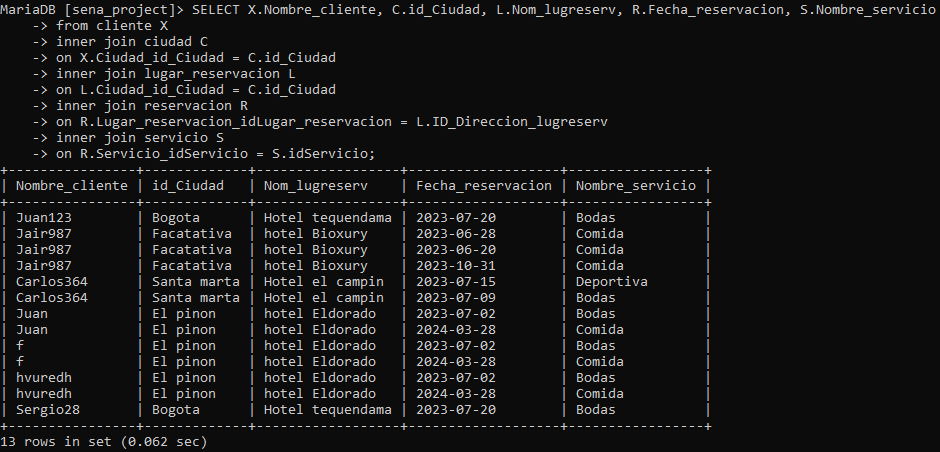 MariaDB [sena_project]> SELECT X.Nombre_cliente, C.id_Ciudad, L.Nom_lugreserv, R.Fecha_reservacion, S.Nombre_servicio
    -> from cliente X
    -> inner join ciudad C
    -> on X.Ciudad_id_Ciudad = C.id_Ciudad
    -> inner join lugar_reservacion L
    -> on L.Ciudad_id_Ciudad = C.id_Ciudad
    -> inner join reservacion R
    -> on R.Lugar_reservacion_idLugar_reservacion = L.ID_Direccion_lugreserv
    -> inner join servicio S
    -> on R.Servicio_idServicio = S.idServicio;
+----------------+-------------+------------------+-------------------+-----------------+
| Nombre_cliente | id_Ciudad   | Nom_lugreserv    | Fecha_reservacion | Nombre_servicio |
+----------------+-------------+------------------+-------------------+-----------------+
| Juan123        | Bogota      | Hotel tequendama | 2023-07-20        | Bodas           |
| Jair987        | Facatativa  | hotel Bioxury    | 2023-06-28        | Comida          |
| Jair987        | Facatativa  | hotel Bioxury    | 2023-06-20        | Comida          |
| Jair987        | Facatativa  | hotel Bioxury    | 2023-10-31        | Comida          |
| Carlos364      | Santa marta | Hotel el campin  | 2023-07-15        | Deportiva       |
| Carlos364      | Santa marta | Hotel el campin  | 2023-07-09        | Bodas           |
| Juan           | El pinon    | hotel Eldorado   | 2023-07-02        | Bodas           |
| Juan           | El pinon    | hotel Eldorado   | 2024-03-28        | Comida          |
| f              | El pinon    | hotel Eldorado   | 2023-07-02        | Bodas           |
| f              | El pinon    | hotel Eldorado   | 2024-03-28        | Comida          |
| hvuredh        | El pinon    | hotel Eldorado   | 2023-07-02        | Bodas           |
| hvuredh        | El pinon    | hotel Eldorado   | 2024-03-28        | Comida          |
| Sergio28       | Bogota      | Hotel tequendama | 2023-07-20        | Bodas           |
+----------------+-------------+------------------+-------------------+-----------------+
13 rows in set (0.062 sec)